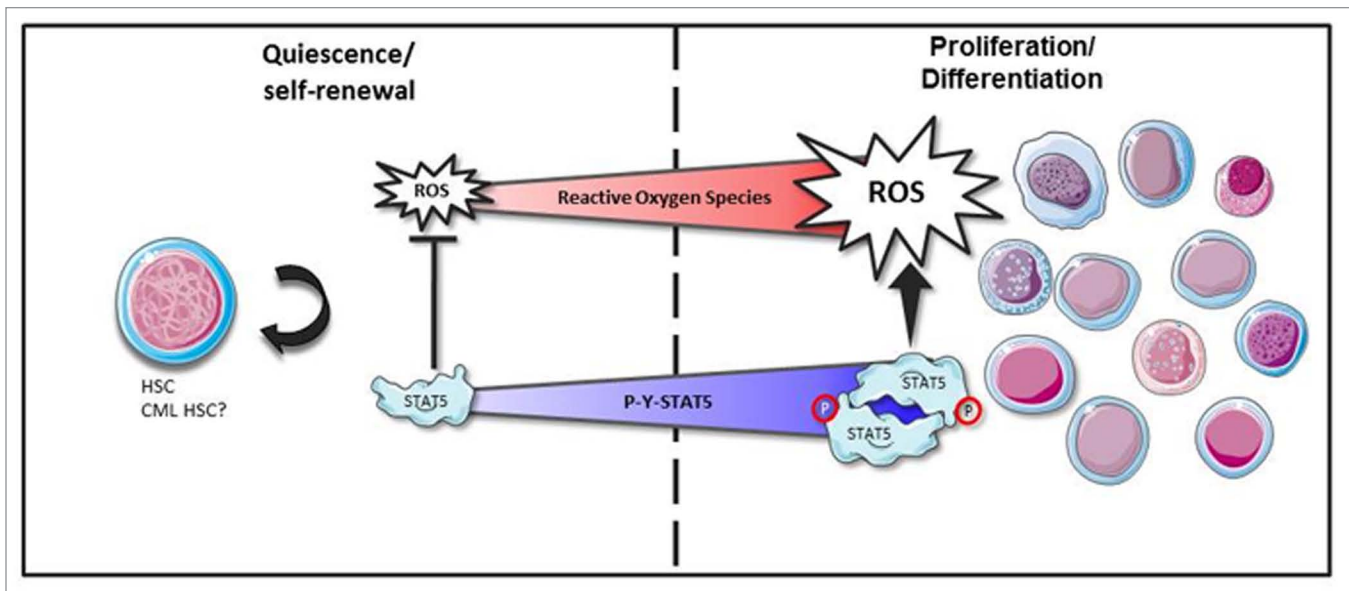 Quiescence/
self-renewal
Proliferation/
Differentiation
ROS
Reactive Oxygen Species
ROS
HSC
CML HSC?
STAT5
P-Y-STAT5
P
STAT5
P
STAT5